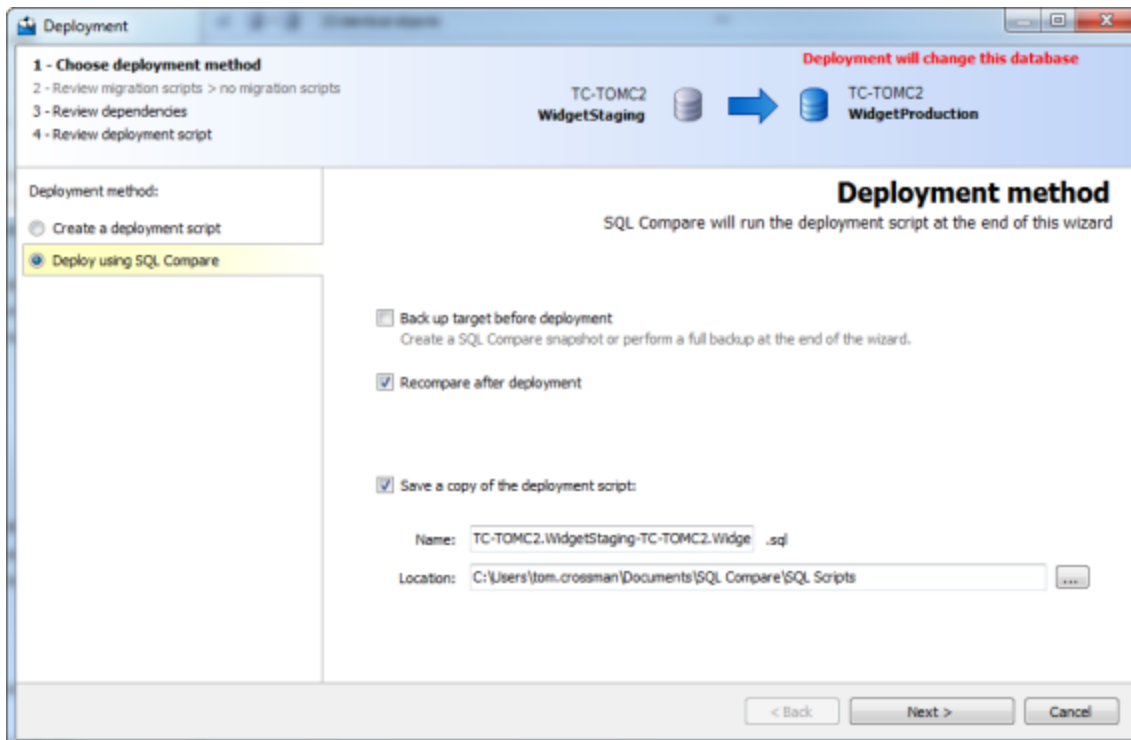 Deployment
1 - Choose deployment method
2 - Review migration scripts > no migration scripts
3 - Review dependencies
4 - Review deployment script
Deployment will change this database
TC-TOMC2
WidgetStaging
TC-TOMC2
WidgetProduction
Deployment method:
Create a deployment script
Deploy using SQL Compare
Deployment method
SQL Compare will run the deployment script at the end of this wizard
Back up target before deployment
Create a SQL Compare snapshot or perform a full backup at the end of the wizard.
Recompare after deployment
Save a copy of the deployment script:
Name: TC-TOMC2.WidgetStaging-TC-TOMC2.Widge .sql
Location: C:\Users\tom.crossman\Documents\SQL Compare\SQL Scripts ...
< Back Next > Cancel